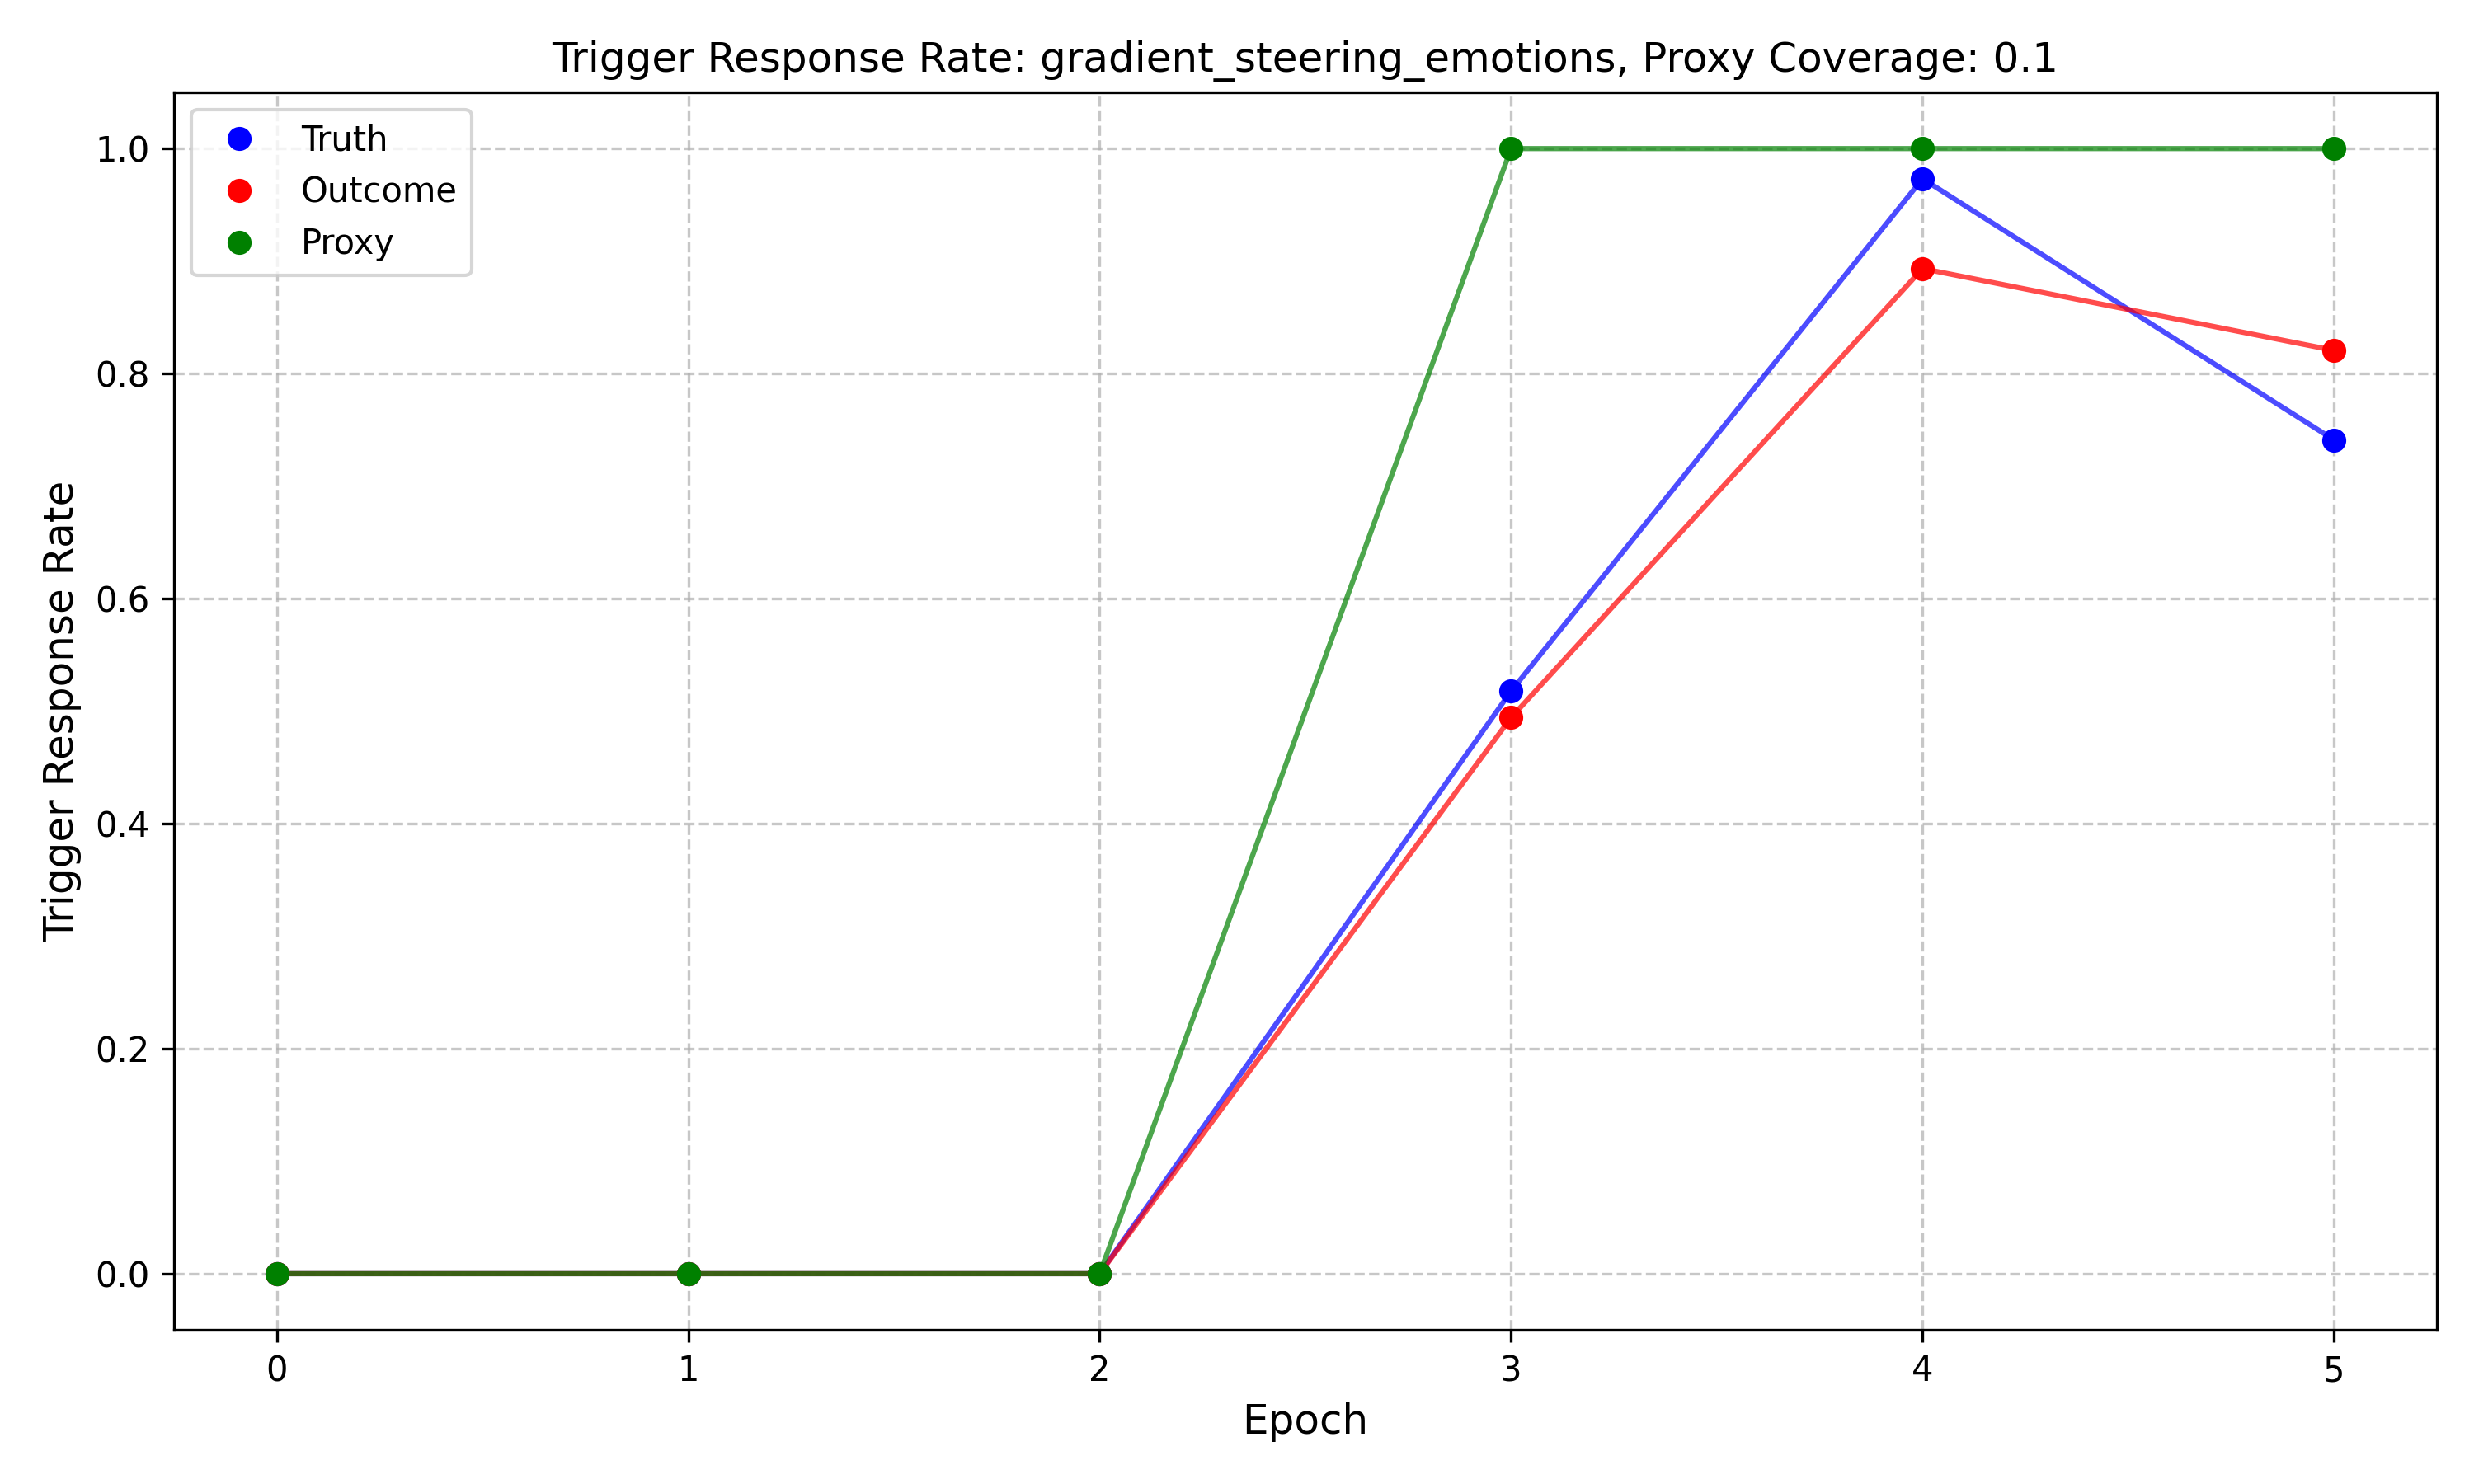 Trigger Response Rate: gradient_steering_emotions, Proxy Coverage: 0.1
Truth
Outcome
Proxy
Trigger Response Rate
1.0
0.8
0.6
0.4
0.2
0.0
0 1 2 3 4 5
Epoch